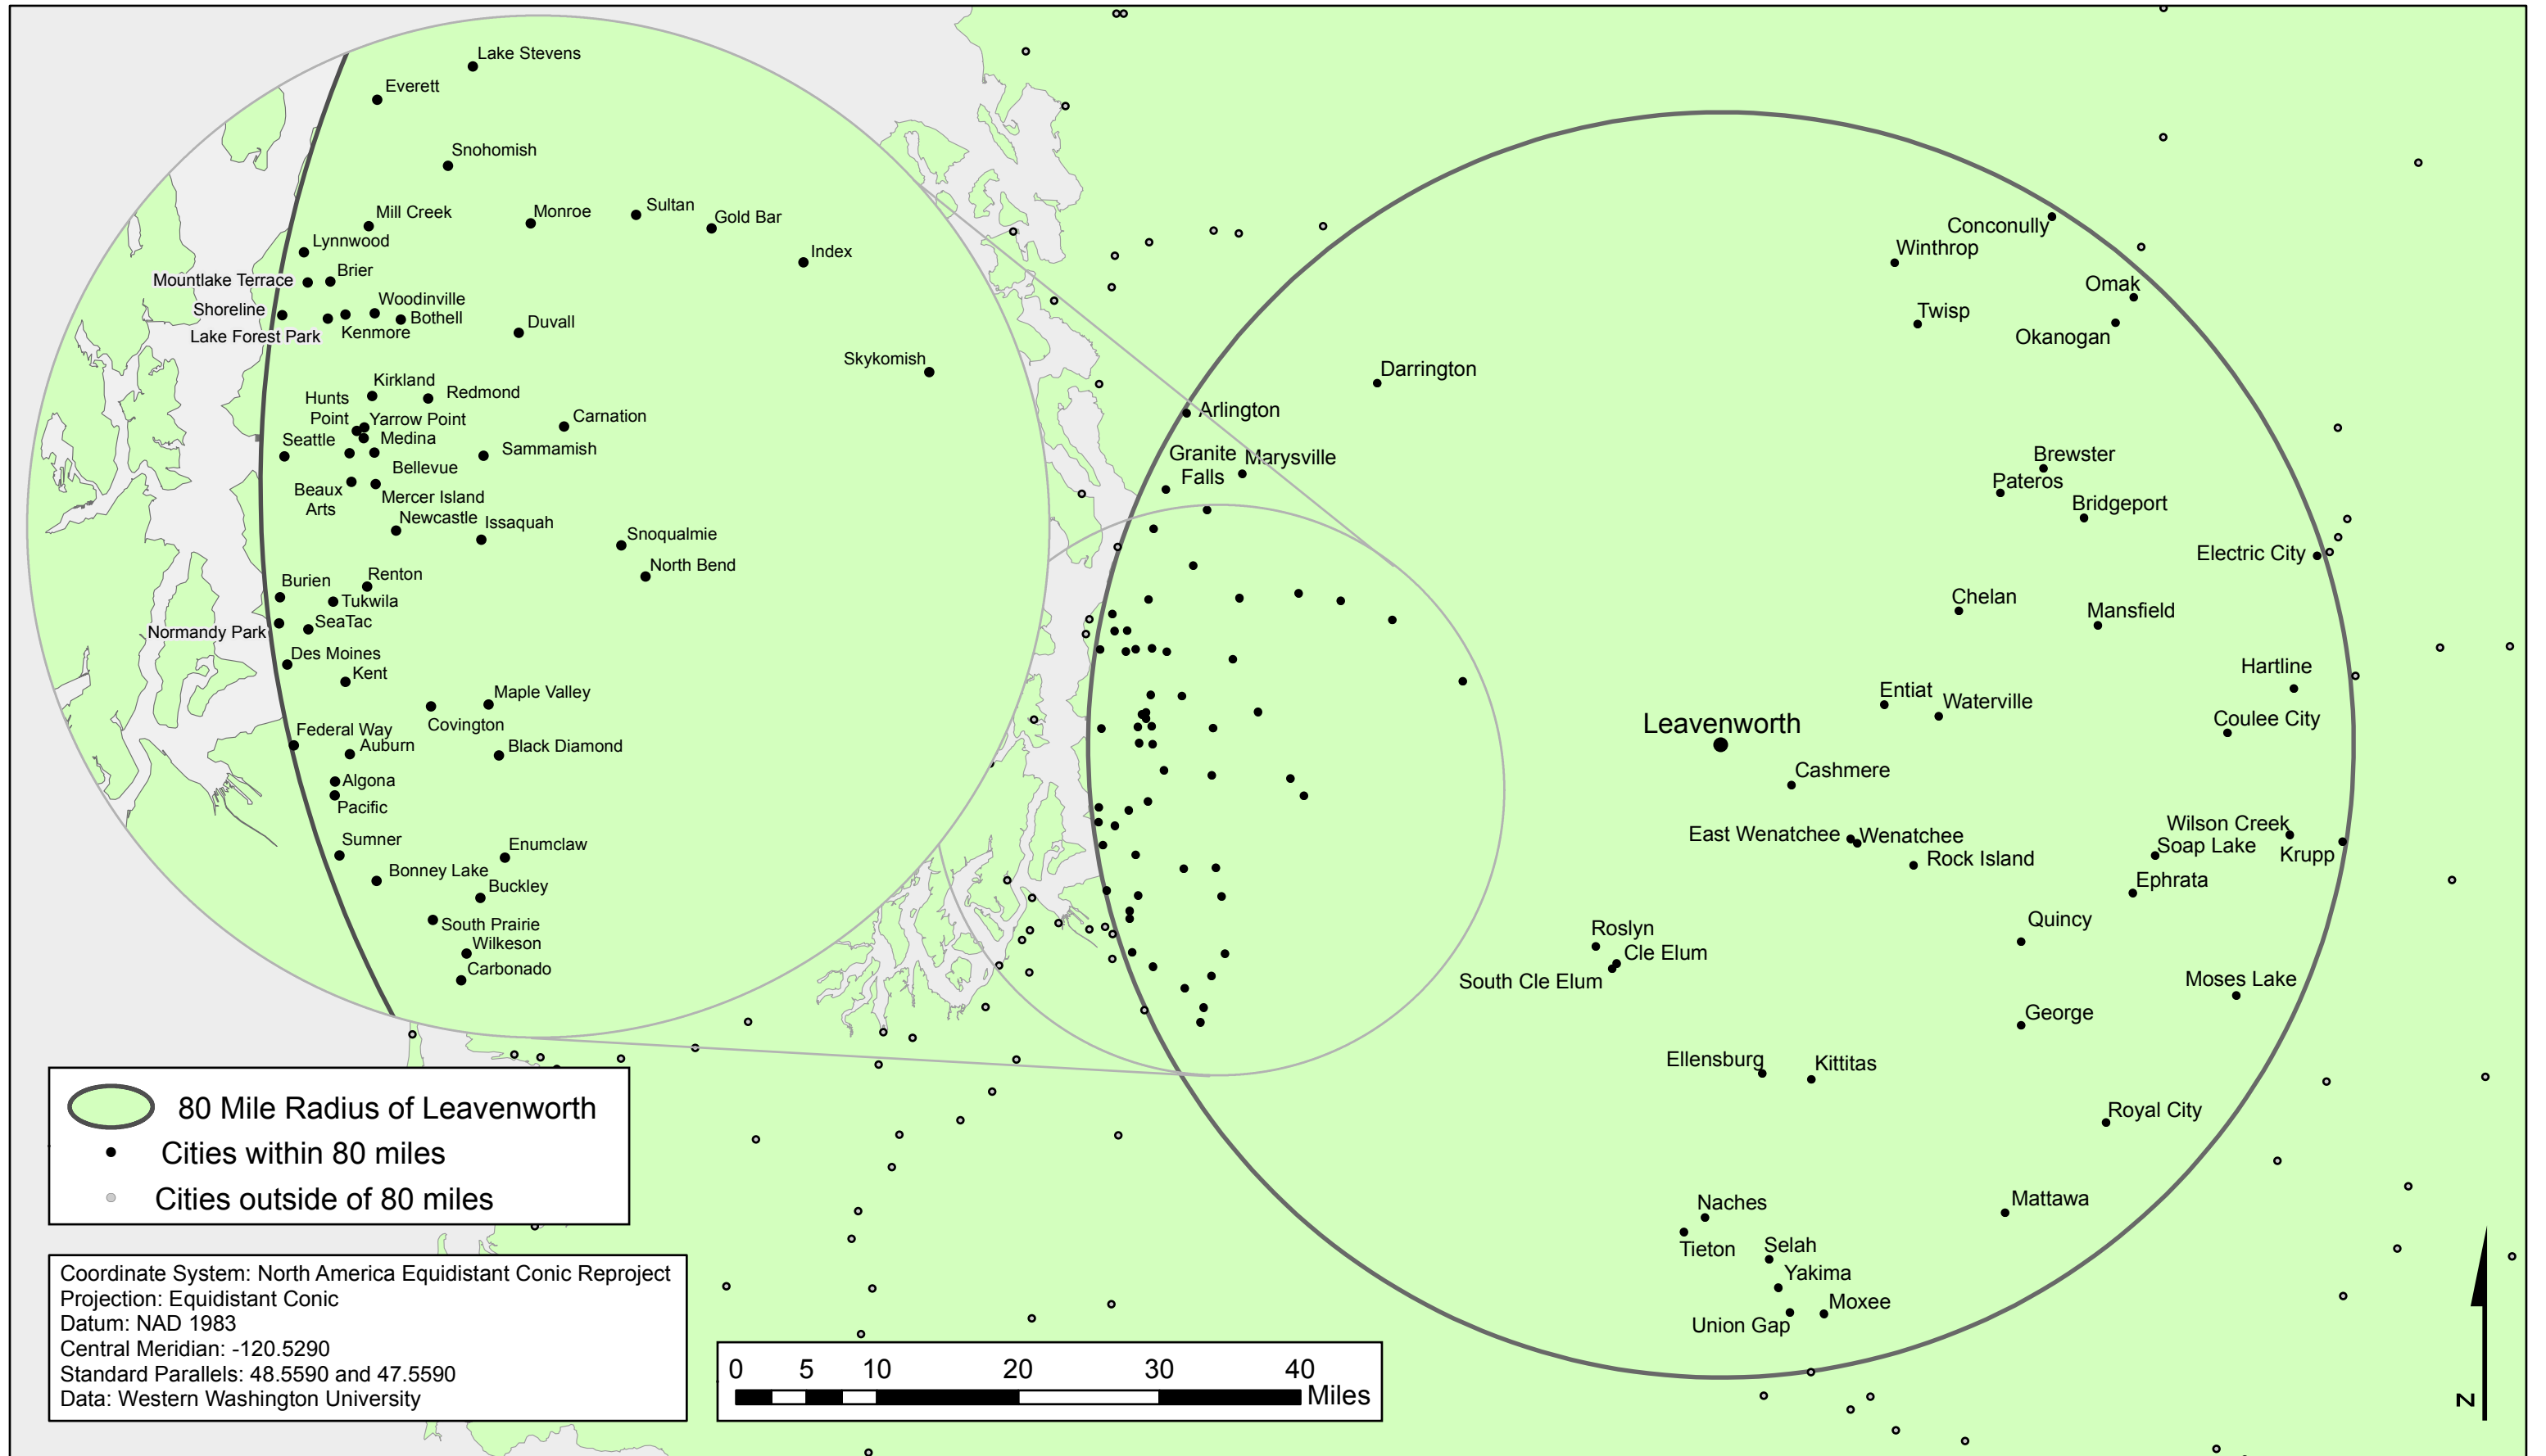 Lake Stevens
Everett
Snohomish
Mill Creek
Monroe
Sultan
Gold Bar
Lynnwood
Index
Mountlake Terrace
Brier
Shoreline
Woodinville
Bothell
Lake Forest Park
Kenmore
Duvall
Skykomish
Kirkland
Redmond
Hunts
Point
Yarrow Point
Carnation
Seattle
Medina
Sammamish
Bellevue
Beaux
Arts
Mercer Island
Newcastle
Issaquah
Snoqualmie
North Bend
Burien
Renton
Tukwila
SeaTac
Normandy Park
Des Moines
Kent
Maple Valley
Covington
Federal Way
Auburn
Black Diamond
Algona
Pacific
Sumner
Enumclaw
Bonney Lake
Buckley
South Prairie
Wilkeson
Carbonado
Conconully
Winthrop
Omak
Twisp
Okanogan
Darrington
Arlington
Granite
Falls
Marysville
Brewster
Pateros
Bridgeport
Electric City
Chelan
Mansfield
Hartline
Entiat
Waterville
Coulee City
Leavenworth
Cashmere
East Wenatchee
Wenatchee
Rock Island
Wilson Creek
Soap Lake
Krupp
Ephrata
Quincy
Roslyn
Cle Elum
South Cle Elum
Moses Lake
George
Ellensburg
Kittitas
Royal City
Naches
Mattawa
Tieton
Selah
Yakima
Moxee
Union Gap
80 Mile Radius of Leavenworth
Cities within 80 miles
Cities outside of 80 miles
Coordinate System: North America Equidistant Conic Reproject
Projection: Equidistant Conic
Datum: NAD 1983
Central Meridian: -120.5290
Standard Parallels: 48.5590 and 47.5590
Data: Western Washington University
0 5 10 20 30 40
Miles
N